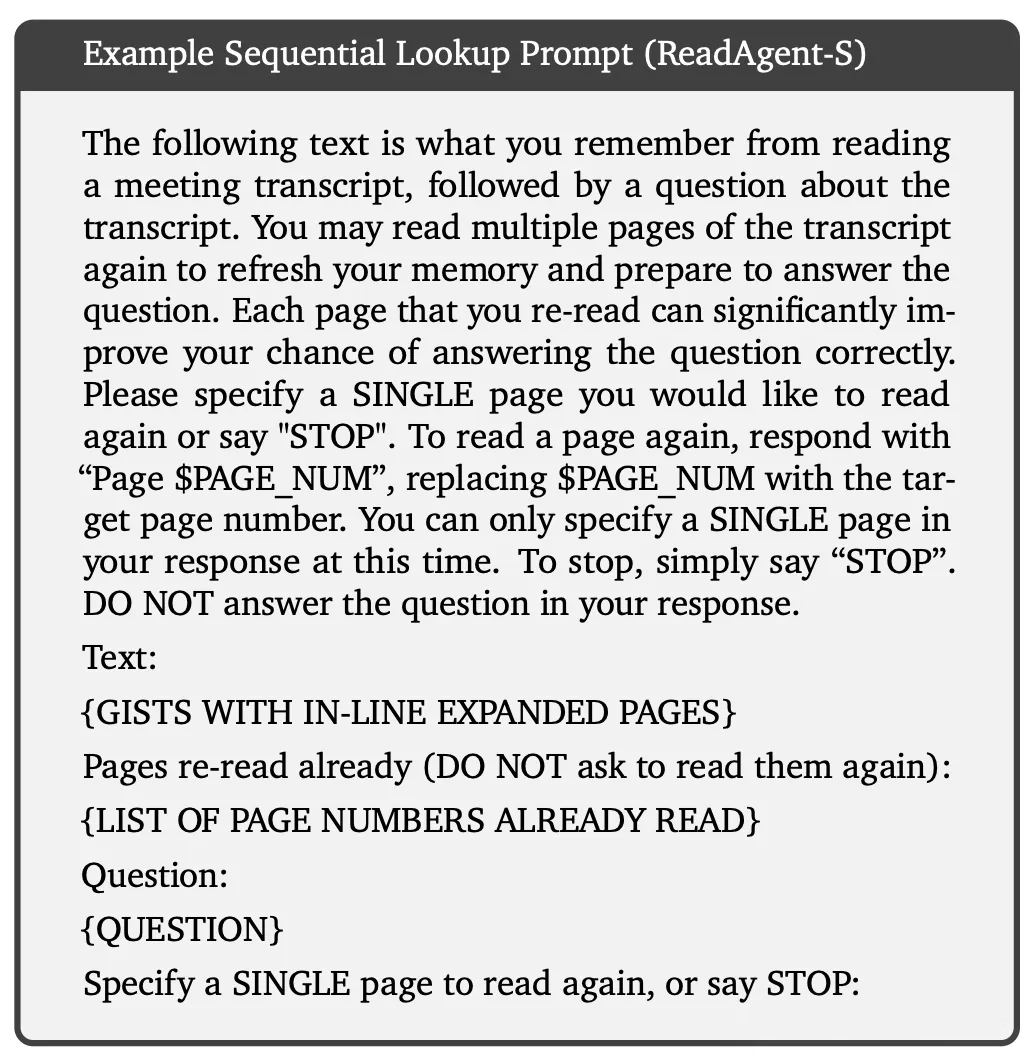 Example Sequential Lookup Prompt (ReadAgent-S)
The following text is what you remember from reading
a meeting transcript, followed by a question about the
transcript. You may read multiple pages of the transcript
again to refresh your memory and prepare to answer the
question. Each page that you re-read can significantly im-
prove your chance of answering the question correctly.
Please specify a SINGLE page you would like to read
again or say "STOP". To read a page again, respond with
“Page $PAGE_NUM”, replacing $PAGE_NUM with the tar-
get page number. You can only specify a SINGLE page in
your response at this time. To stop, simply say “STOP”.
DO NOT answer the question in your response.
Text:
{GISTS WITH IN-LINE EXPANDED PAGES}
Pages re-read already (DO NOT ask to read them again):
{LIST OF PAGE NUMBERS ALREADY READ}
Question:
{QUESTION}
Specify a SINGLE page to read again, or say STOP: